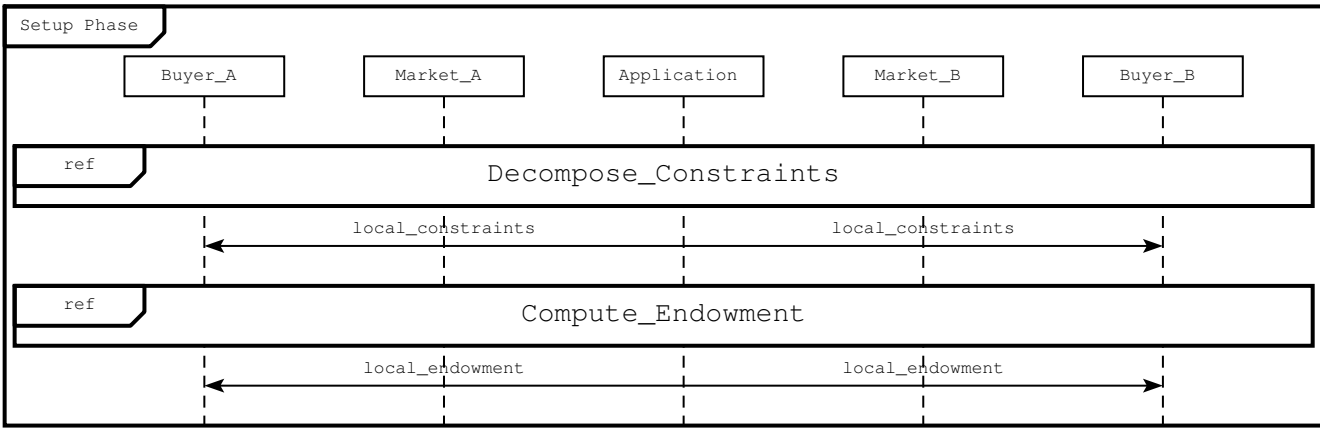 Setup Phase
Buyer_A Market_A Application Market_B Buyer_B
ref
Decompose_Constraints
local_constraints local_constraints
ref
Compute_Endowment
local_endowment local_endowment